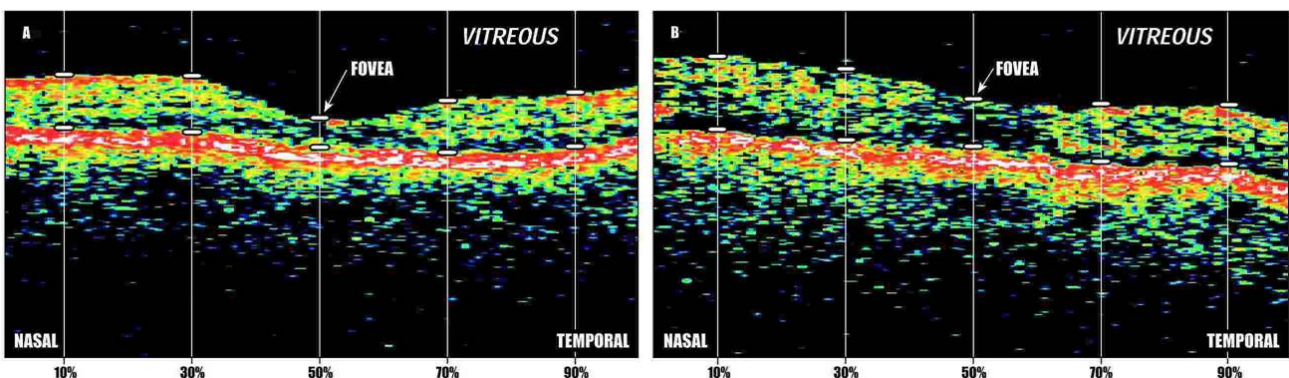 A
VITREOUS
FOVEA
NASAL
TEMPORAL
10%
30%
50%
70%
90%
B
VITREOUS
FOVEA
NASAL
TEMPORAL
10%
30%
50%
70%
90%